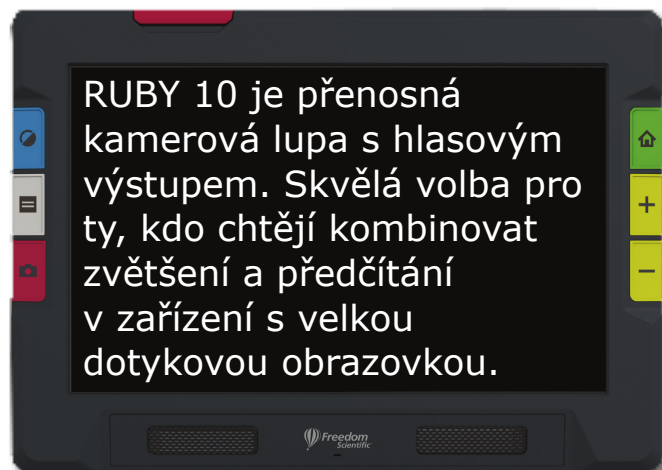 RUBY 10 je přenosná
kamerová lupa s hlasovým
výstupem. Skvělá volba pro
ty, kdo chtějí kombinovat
zvětšení a předčítání
v zařízení s velkou
dotykovou obrazovkou.
Freedom
Scientific